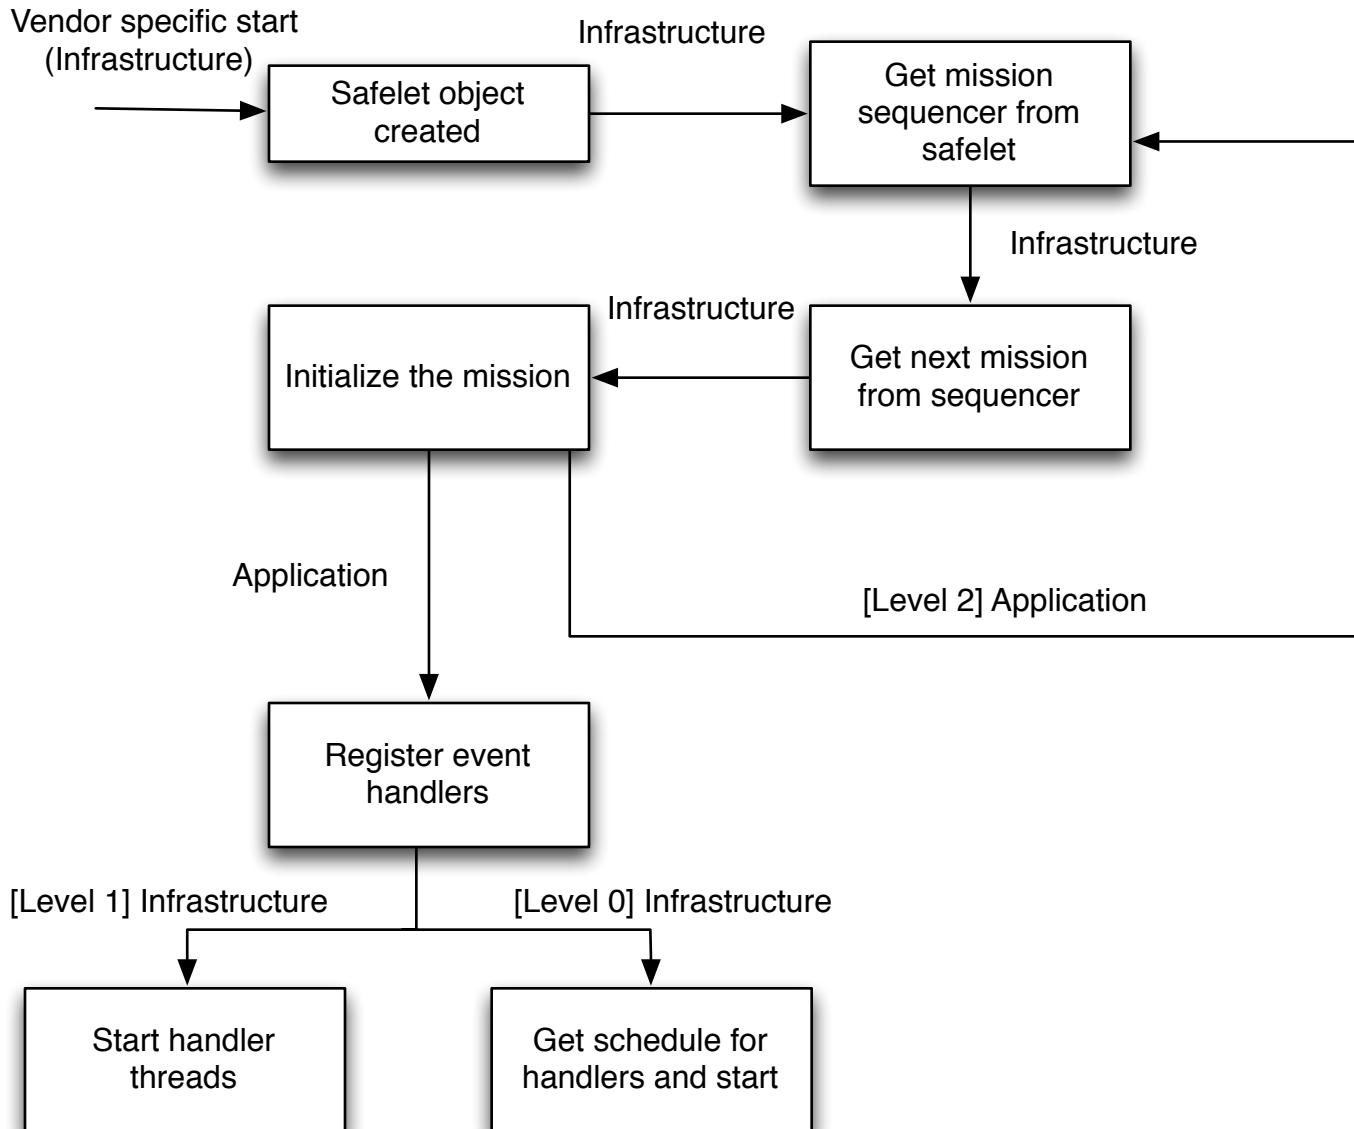 Vendor specific start
(Infrastructure)
Infrastructure
Safelet object
created
Get mission
sequencer from
safelet
Infrastructure
Infrastructure
Initialize the mission
Get next mission
from sequencer
Application
[Level 2] Application
Register event
handlers
[Level 1] Infrastructure
[Level 0] Infrastructure
Start handler
threads
Get schedule for
handlers and start